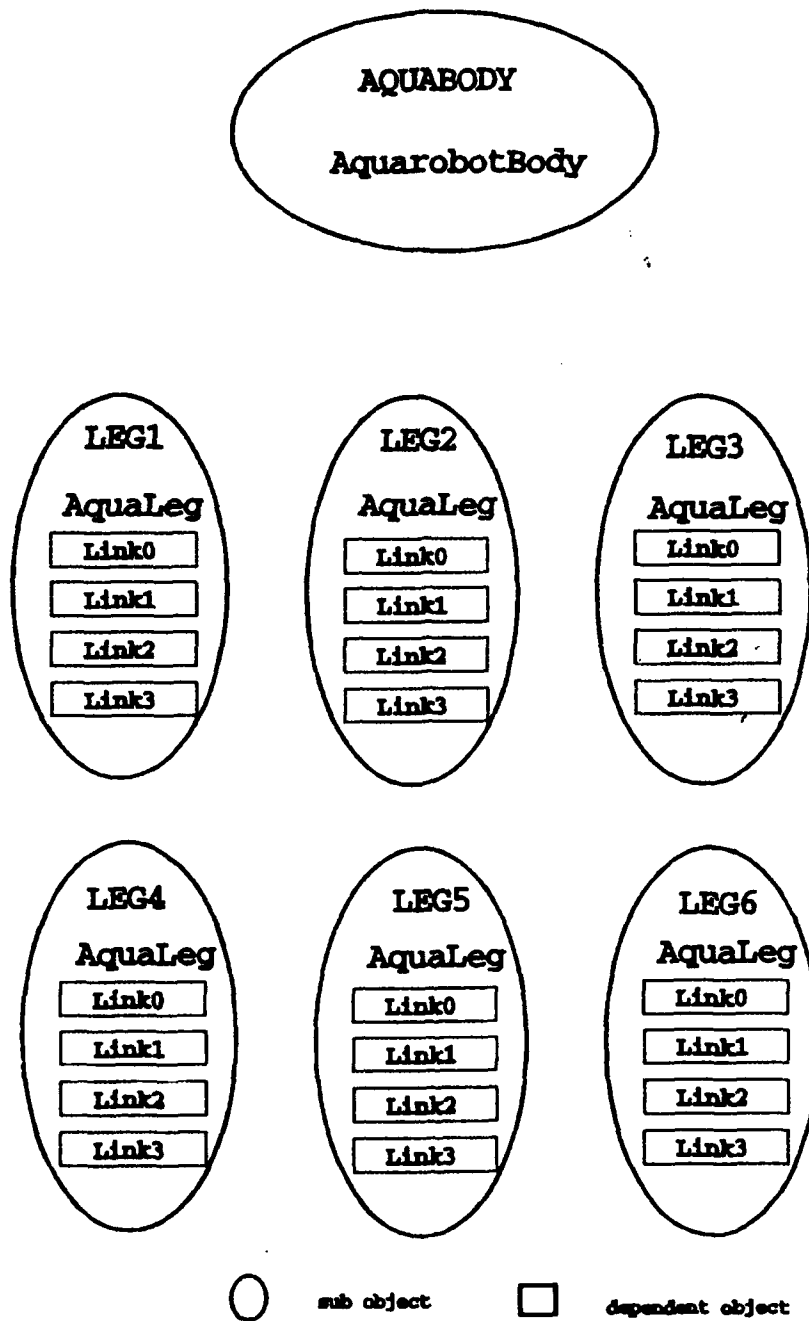 AQUABODY
AquarobotBody
LEG1
AquaLeg
Link0
Link1
Link2
Link3
LEG2
AquaLeg
Link0
Link1
Link2
Link3
LEG3
AquaLeg
Link0
Link1
Link2
Link3
LEG4
AquaLeg
Link0
Link1
Link2
Link3
LEG5
AquaLeg
Link0
Link1
Link2
Link3
LEG6
AquaLeg
Link0
Link1
Link2
Link3
sub object
dependent object